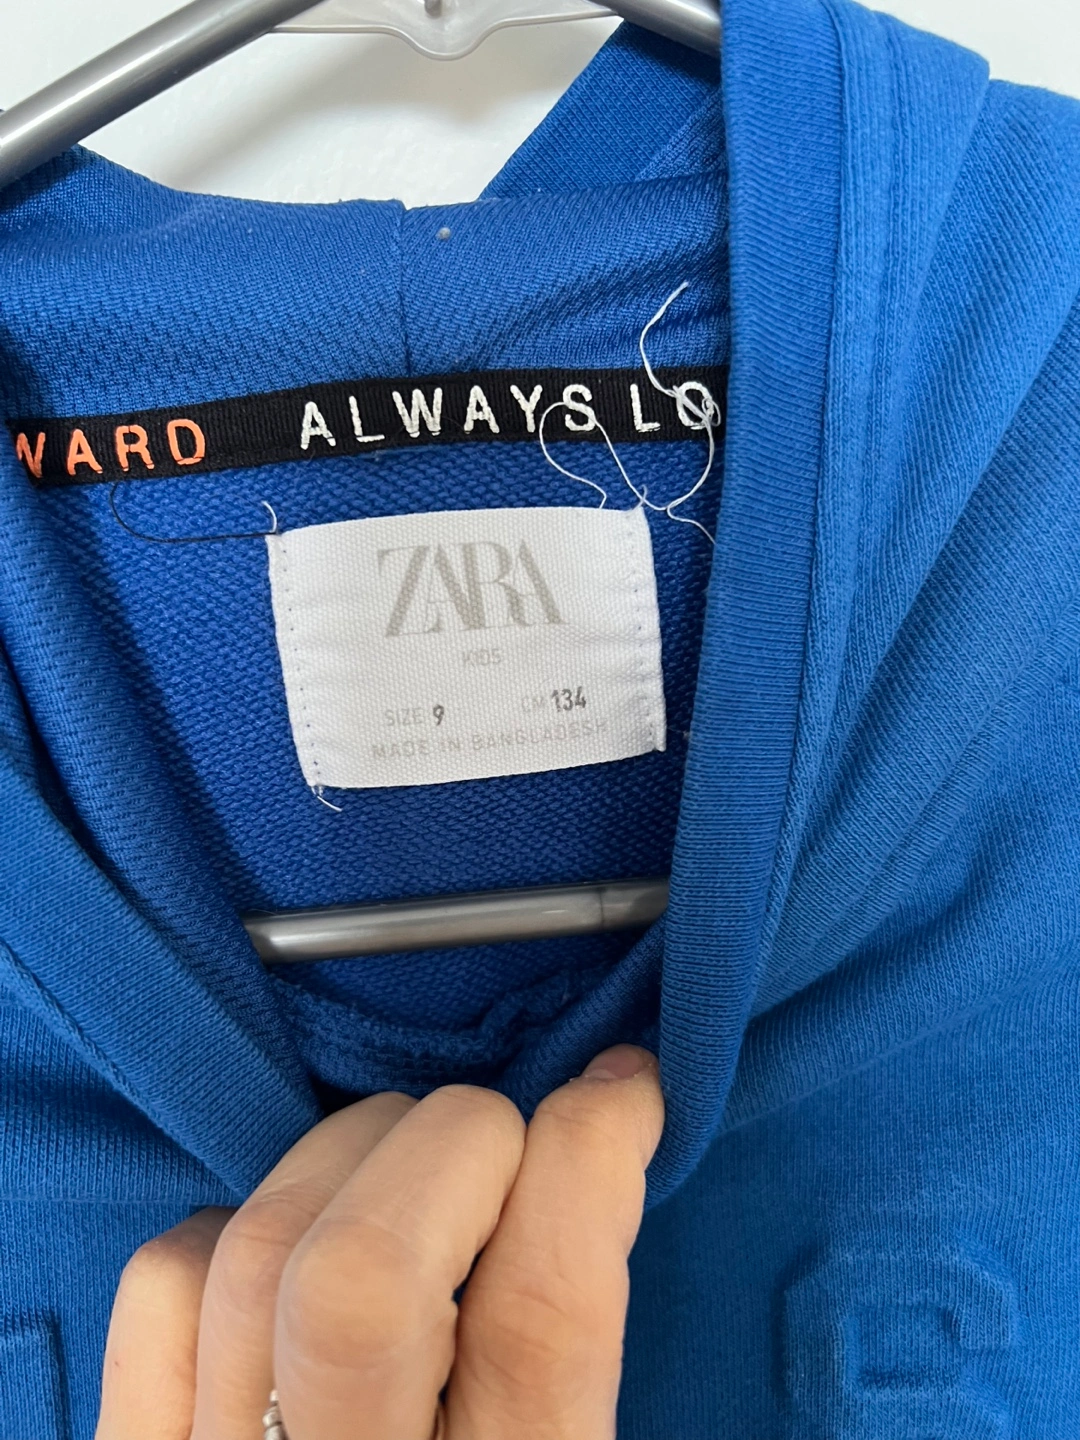 WARD ALWAYS LO
ZARA
KIDS
SIZE 9 CM 134
MADE IN BANGLADESH